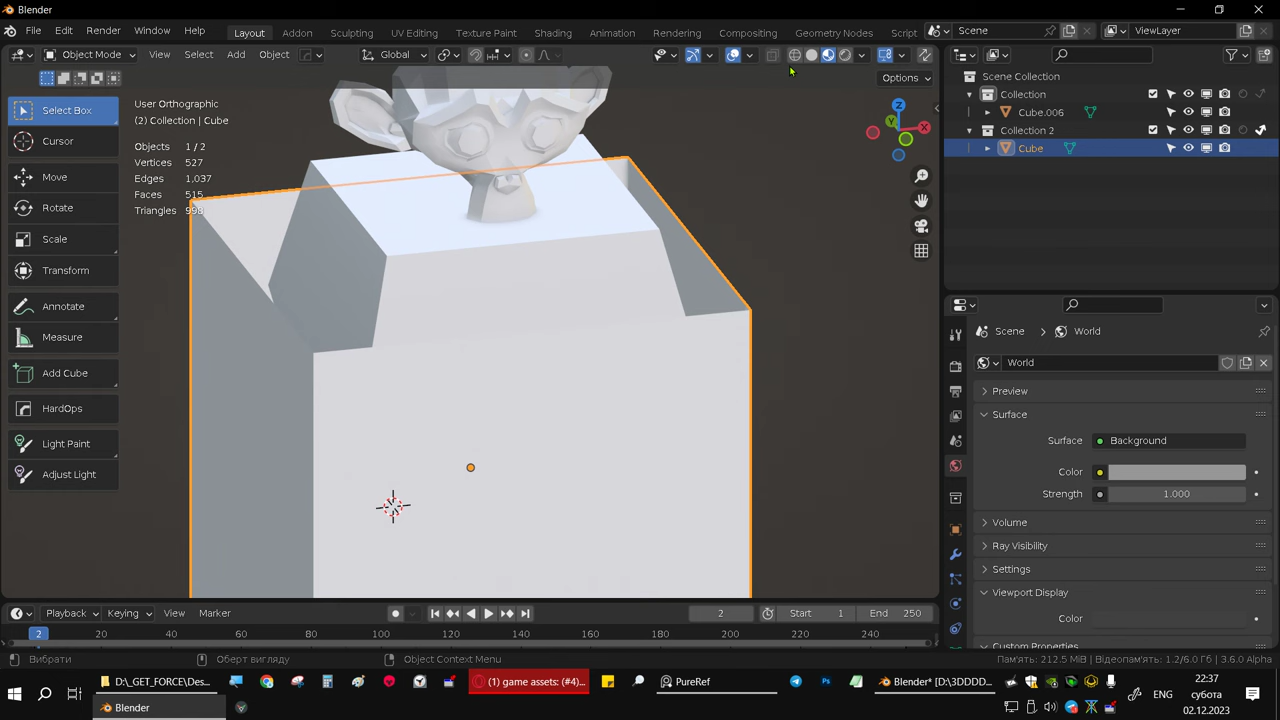 Blender
File Edit Render Window Help
Layout Addon Sculpting UV Editing Texture Paint Shading Animation Rendering Compositing Geometry Nodes Script
Scene
ViewLayer
Object Mode View Select Add Object
Global
Options
Select Box
Cursor
Move
Rotate
Scale
Transform
Annotate
Measure
Add Cube
HardOps
Light Paint
Adjust Light
User Orthographic
(2) Collection | Cube
Objects 1 / 2
Vertices 527
Edges 1,037
Faces 515
Triangles 998
Z
Y
X
Scene Collection
Collection
Cube.006
Collection 2
Cube
Scene > World
World
Preview
Surface
Surface Background
Color
Strength 1.000
Volume
Ray Visibility
Settings
Viewport Display
Color
Custom Properties
Playback Keying View Marker
2 Start 1 End 250
2 20 40 60 80 100 120 140 160 180 200 220 240
Вибрати Оберт вигляду Object Context Menu
Пам'ять: 212.5 MiB | Відеопам'ять: 1.2/6.0 Гб | 3.6.0 Alpha
D:\_GET_FORCE\Des...
(1) game assets: (#4)...
PureRef
Blender* [D:\3DDDD...
Blender
ENG
22:37
субота
02.12.2023